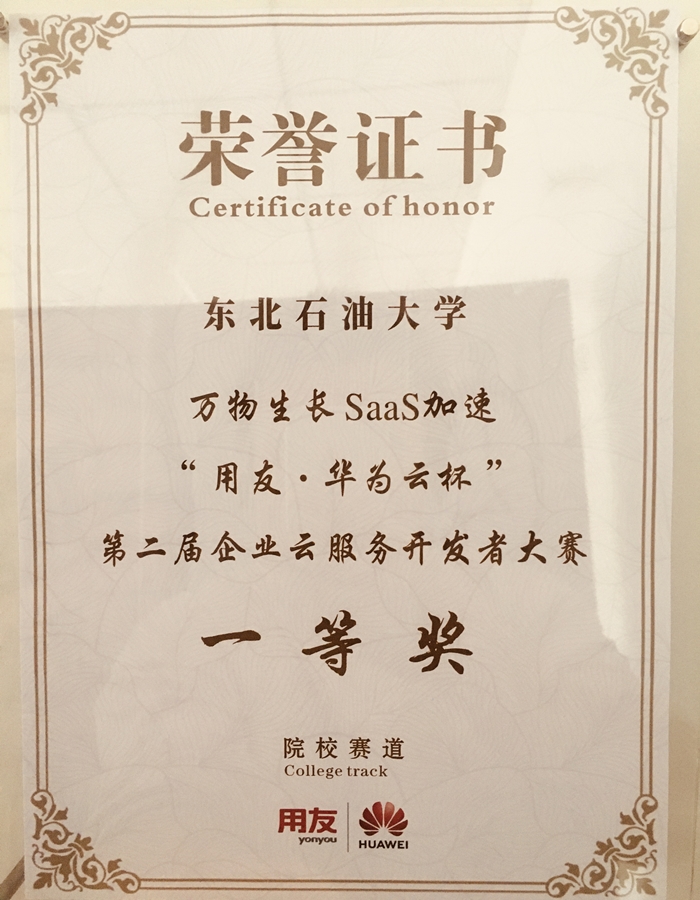 荣誉证书
Certificate of honor
东北石油大学
万物生长 SaaS加速
“用友·华为云杯”
第二届企业云服务开发者大赛
一等奖
院校赛道
College track
用友
yonyou
HUAWEI